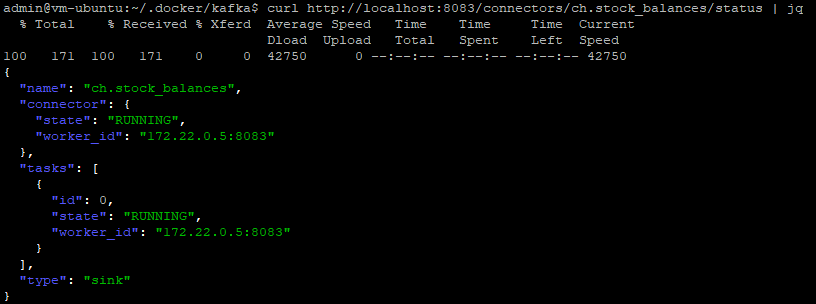 admin@vm-ubuntu:~/.docker/kafka$ curl http://localhost:8083/connectors/ch.stock_balances/status | jq
  % Total    % Received % Xferd  Average Speed   Time    Time     Time  Current
                                 Dload  Upload   Total   Spent    Left  Speed
100   171  100   171    0     0  42750      0 --:--:-- --:--:-- --:--:-- 42750
{
  "name": "ch.stock_balances",
  "connector": {
    "state": "RUNNING",
    "worker_id": "172.22.0.5:8083"
  },
  "tasks": [
    {
      "id": 0,
      "state": "RUNNING",
      "worker_id": "172.22.0.5:8083"
    }
  ],
  "type": "sink"
}